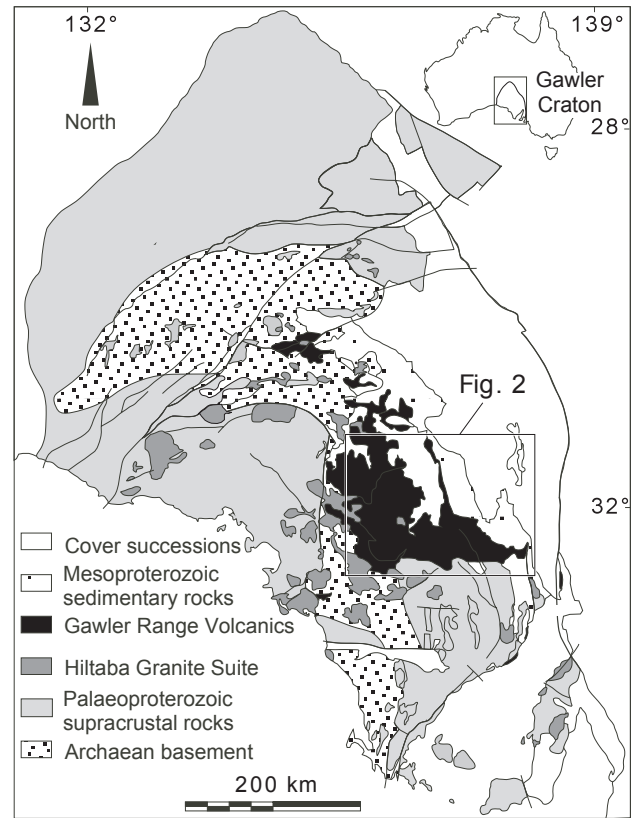 132°
139°
North
Gawler
Craton
28°
Fig. 2
32°
Cover successions
Mesoproterozoic
sedimentary rocks
Gawler Range Volcanics
Hiltaba Granite Suite
Palaeoproterozoic
supracrustal rocks
Archaean basement
200 km